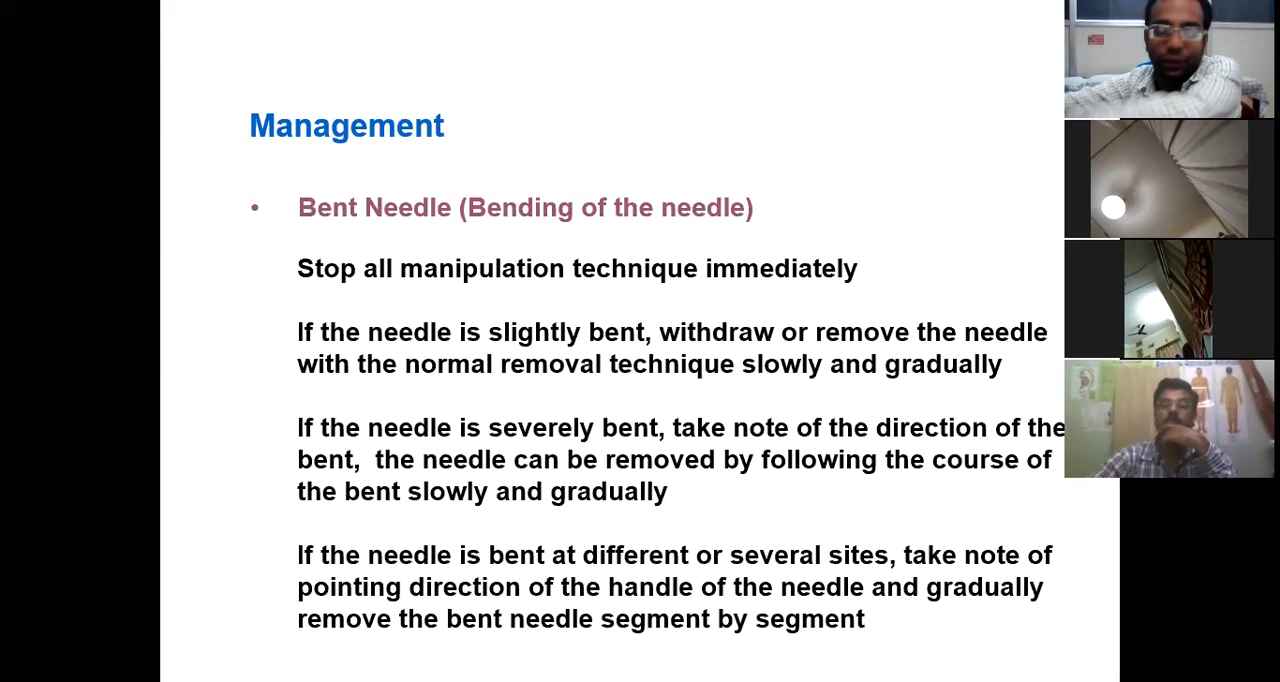 Management
• Bent Needle (Bending of the needle)
Stop all manipulation technique immediately
If the needle is slightly bent, withdraw or remove the needle
with the normal removal technique slowly and gradually
If the needle is severely bent, take note of the direction of the
bent,  the needle can be removed by following the course of
the bent slowly and gradually
If the needle is bent at different or several sites, take note of
pointing direction of the handle of the needle and gradually
remove the bent needle segment by segment